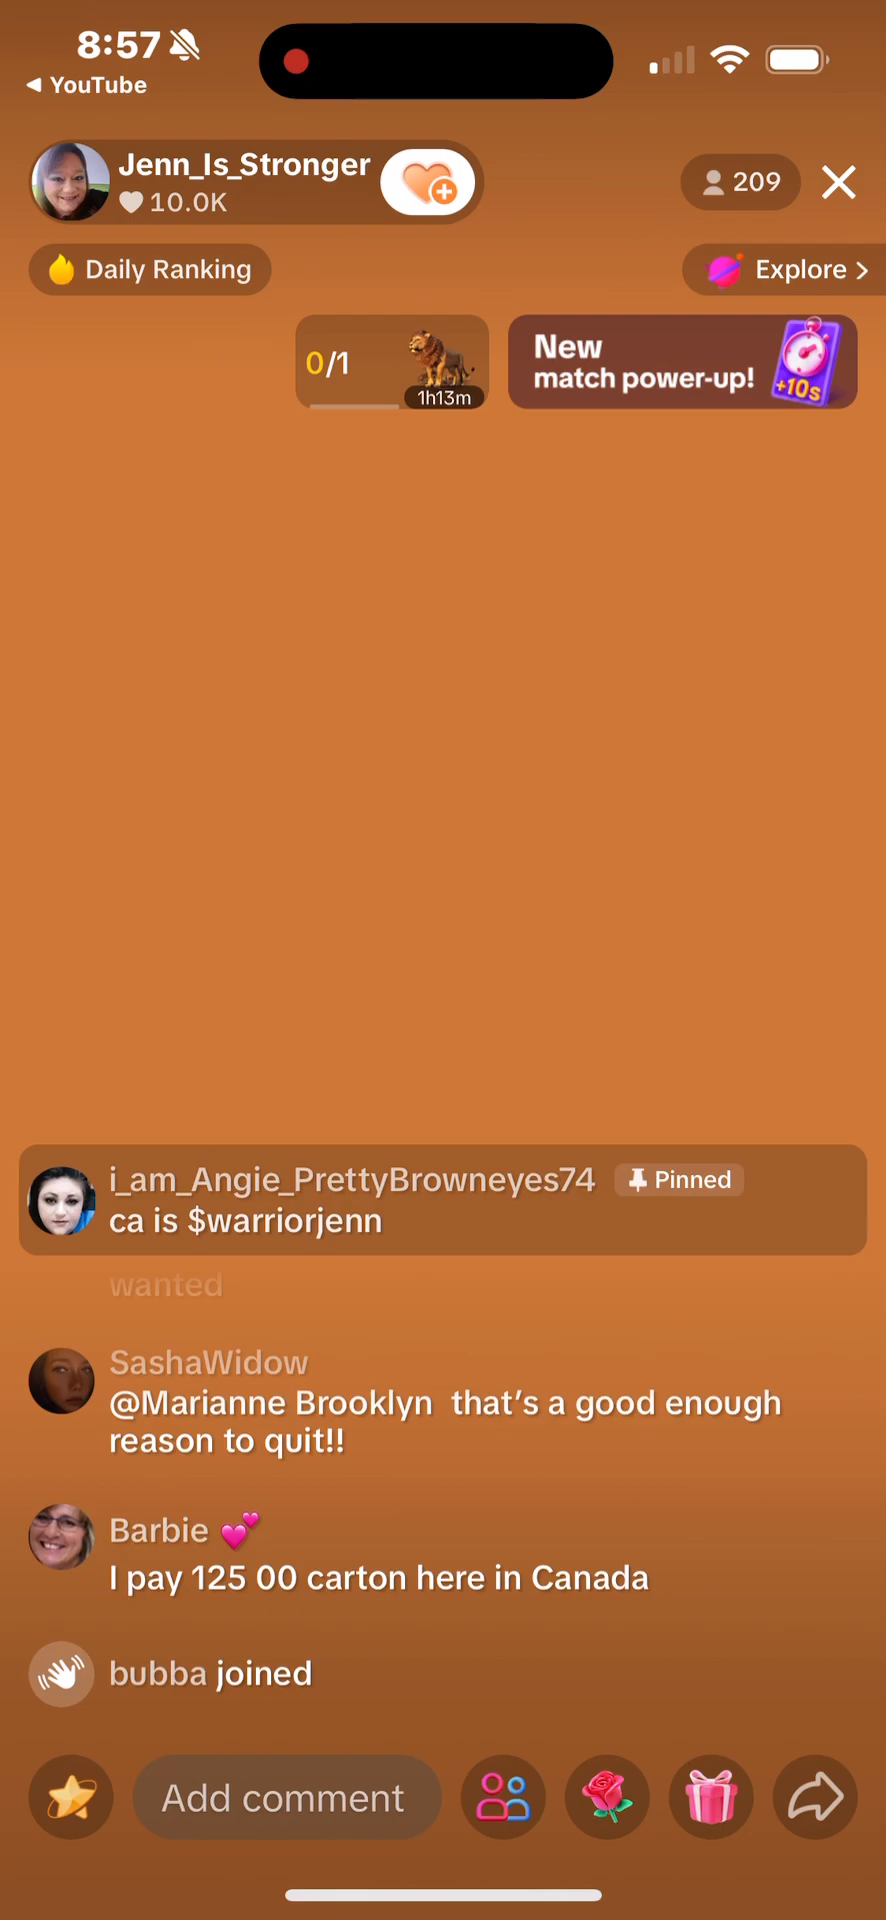 8:57
YouTube
Jenn_Is_Stronger
10.0K
209
Daily Ranking
Explore >
0/1
1h13m
New
match power-up!
+10s
i_am_Angie_PrettyBrowneyes74 Pinned
ca is $warriorjenn
wanted
SashaWidow
@Marianne Brooklyn that’s a good enough
reason to quit!!
Barbie 💕
I pay 125 00 carton here in Canada
bubba joined
Add comment